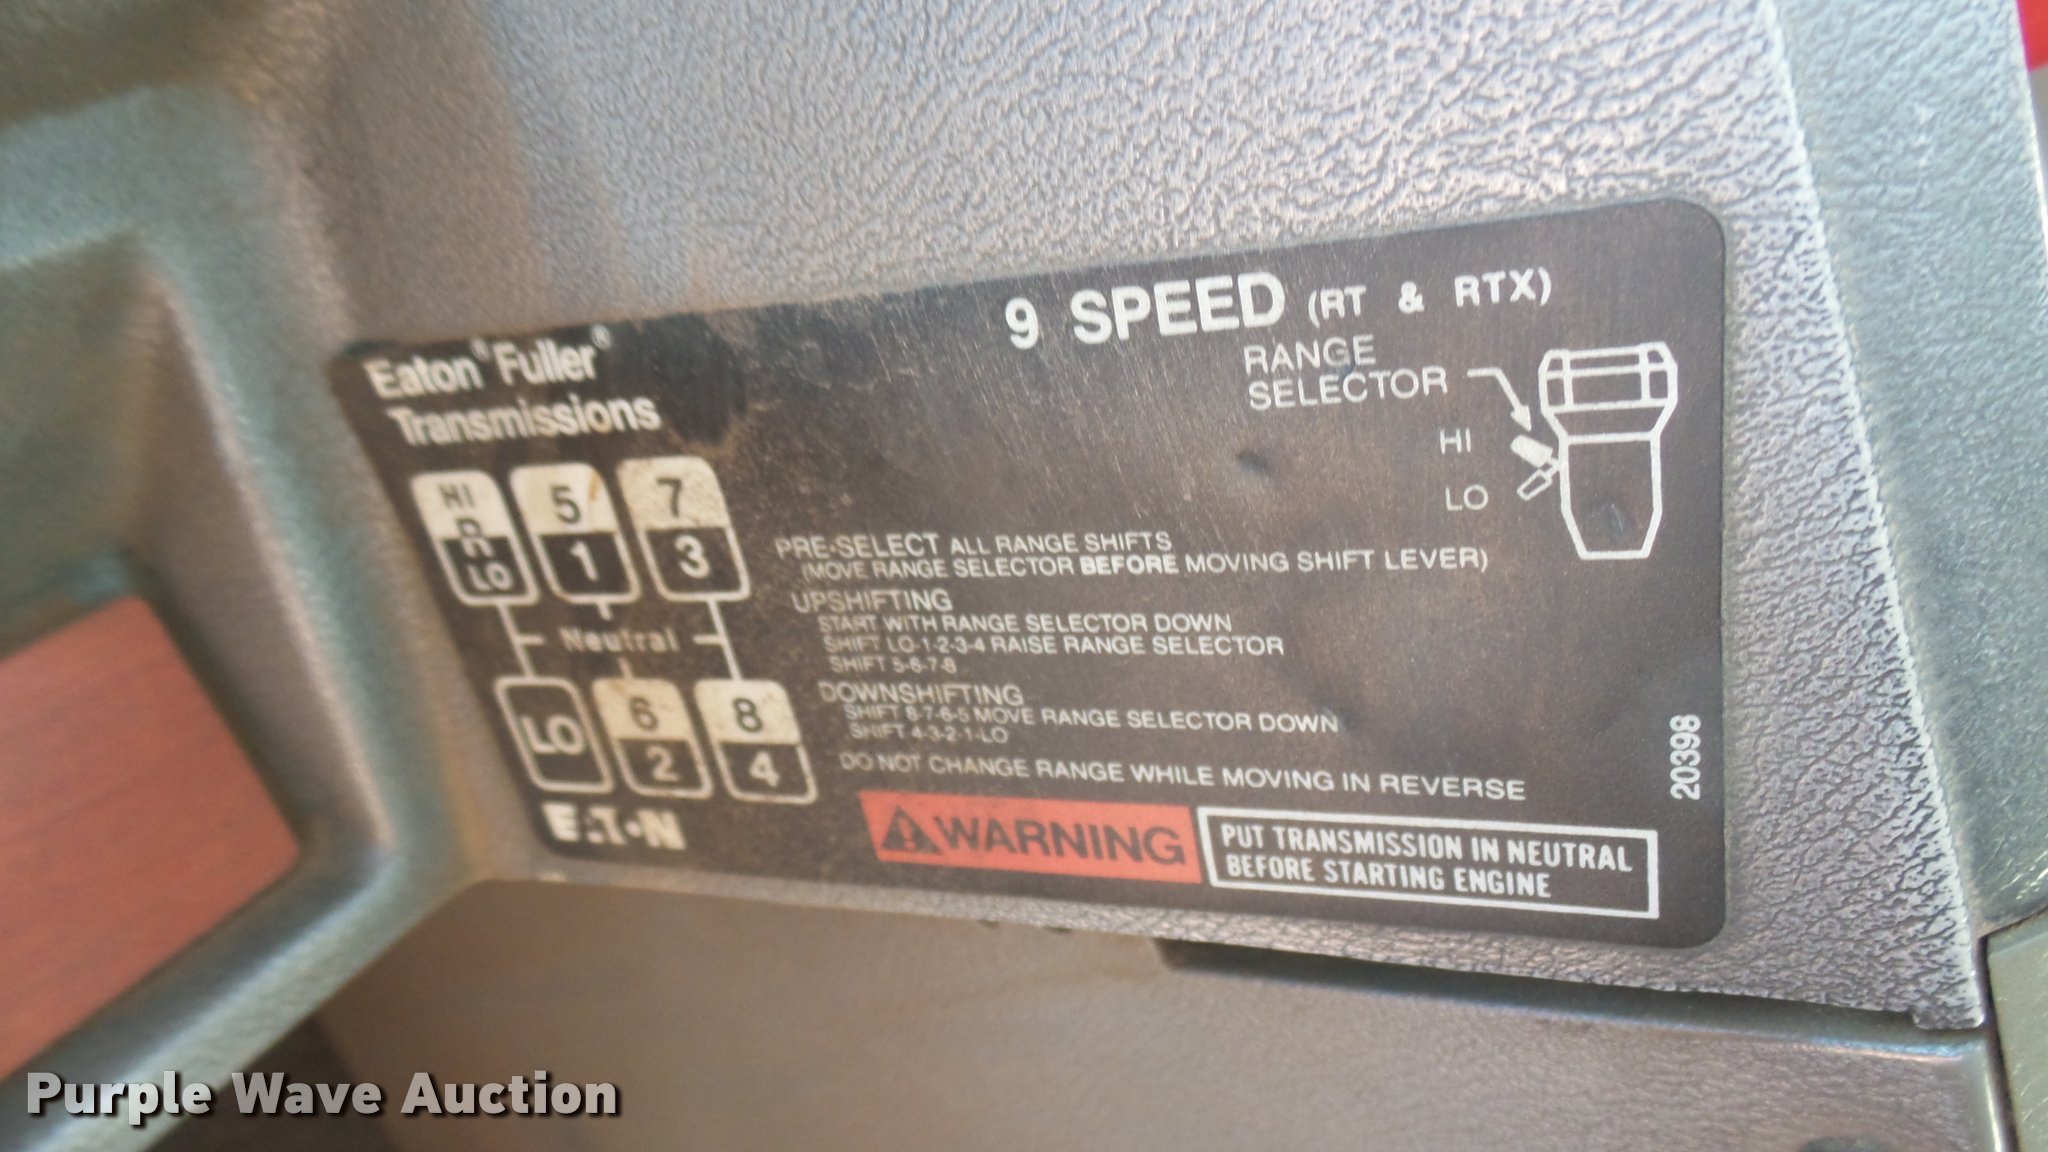 Eaton® Fuller®
Transmissions
9 SPEED (RT & RTX)
RANGE
SELECTOR
HI
LO
HI 5 7
R
LO 1 3
Neutral
LO 6 8
2 4
EATON
PRE-SELECT ALL RANGE SHIFTS
(MOVE RANGE SELECTOR BEFORE MOVING SHIFT LEVER)
UPSHIFTING
START WITH RANGE SELECTOR DOWN
SHIFT LO-1-2-3-4 RAISE RANGE SELECTOR
SHIFT 5-6-7-8
DOWNSHIFTING
SHIFT 8-7-6-5 MOVE RANGE SELECTOR DOWN
SHIFT 4-3-2-1-LO
DO NOT CHANGE RANGE WHILE MOVING IN REVERSE
WARNING
PUT TRANSMISSION IN NEUTRAL
BEFORE STARTING ENGINE
20398
Purple Wave Auction